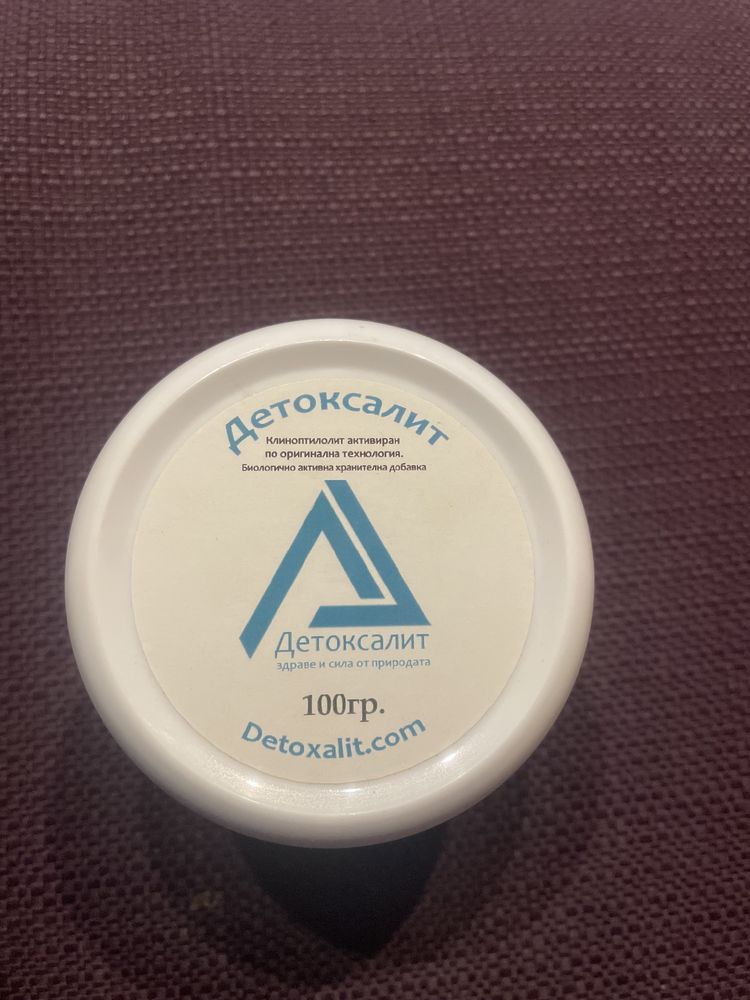 Детоксалит
Клиноптилолит активиран
по оригинална технология.
Биологично активна хранителна добавка
Детоксалит
здраве и сила от природата
100гр.
Detoxalit.com